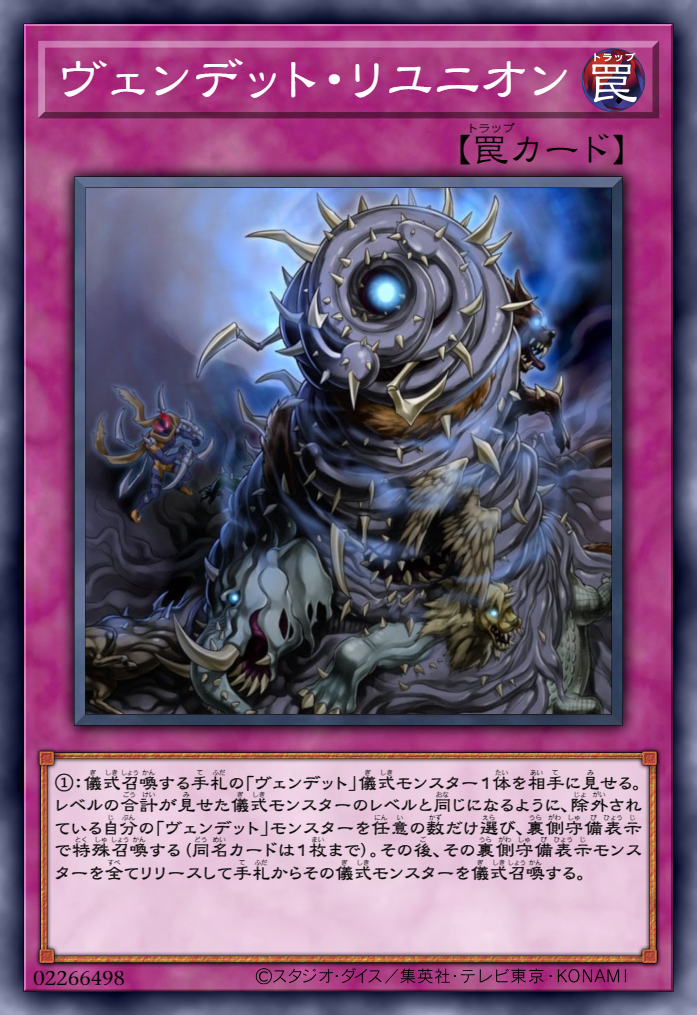 ヴェンデット・リユニオン
トラップ
罠
トラップ
【罠カード】
①：儀式召喚する手札の「ヴェンデット」儀式モンスター１体を相手に見せる。
レベルの合計が見せた儀式モンスターのレベルと同じになるように、除外され
ている自分の「ヴェンデット」モンスターを任意の数だけ選び、裏側守備表示
で特殊召喚する（同名カードは１枚まで）。その後、その裏側守備表示モンス
ターを全てリリースして手札からその儀式モンスターを儀式召喚する。
02266498
©スタジオ・ダイス／集英社・テレビ東京・KONAMI